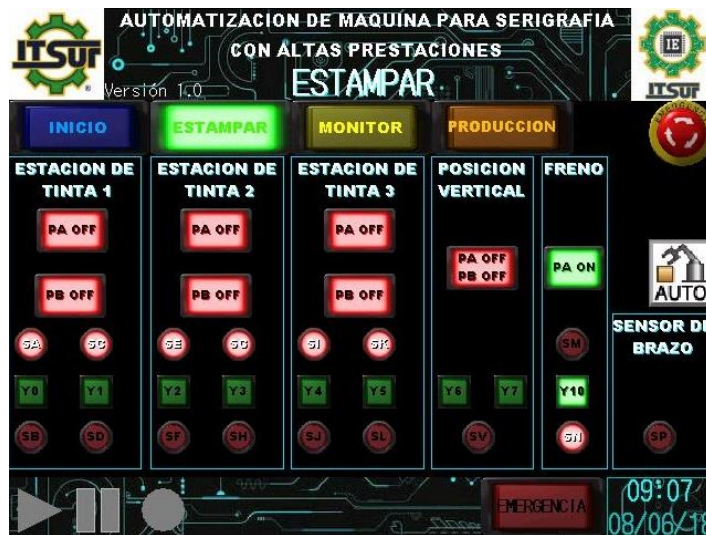 AUTOMATIZACION DE MAQUINA PARA SERIGRAFIA
CON ALTAS PRESTACIONES
ITSUR
Versión 1.0
ESTAMPAR
IE
ITSUR
INICIO
ESTAMPAR
MONITOR
PRODUCCION
ESTACION DE
TINTA 1
ESTACION DE
TINTA 2
ESTACION DE
TINTA 3
POSICION
VERTICAL
FRENO
PA OFF
PA OFF
PA OFF
PA OFF
PB OFF
PA ON
PB OFF
PB OFF
PB OFF
AUTO
SENSOR DE
BRAZO
SA
SC
SE
SG
SI
SK
SM
Y0
Y1
Y2
Y3
Y4
Y5
Y6
Y7
Y10
SB
SD
SF
SH
SJ
SL
SV
SN
SP
EMERGENCIA
09:07
08/06/18